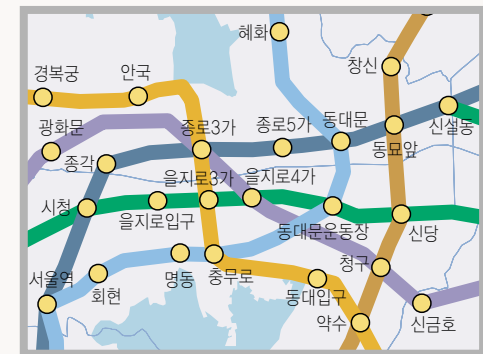 혜화
창신
경복궁
안국
광화문
종로3가
종로5가
동대문
신설동
종각
동묘앞
을지로3가
을지로4가
시청
을지로입구
동대문운동장
신당
청구
서울역
회현
명동
충무로
동대입구
약수
신금호